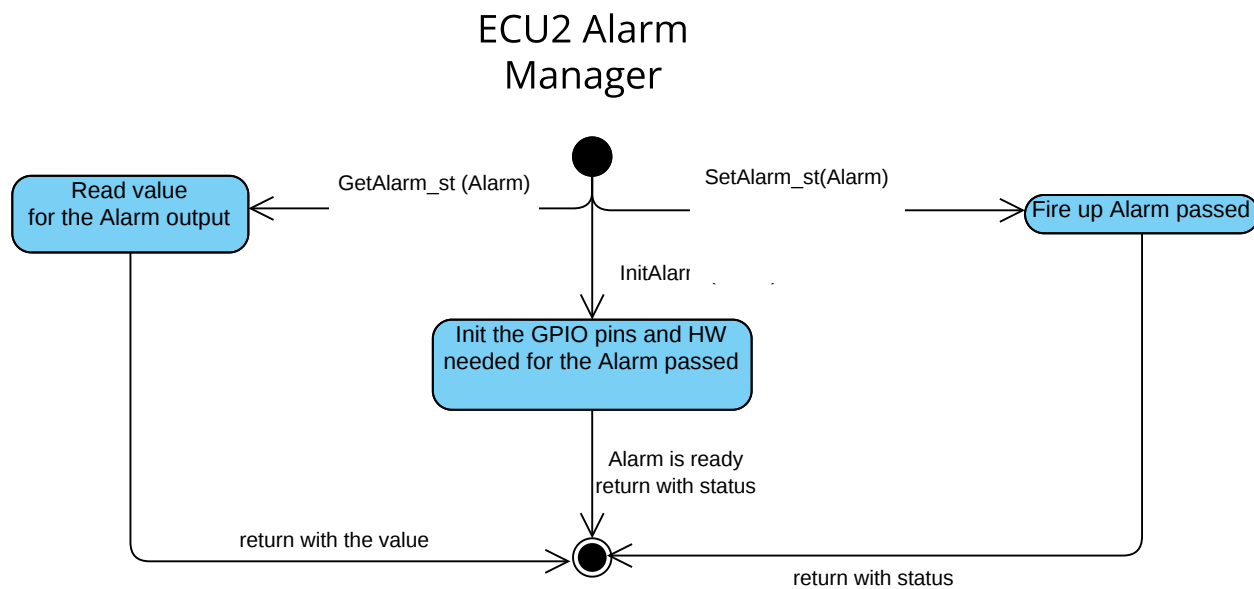 ECU2 Alarm
Manager
GetAlarm_st (Alarm)
SetAlarm_st(Alarm)
Read value
for the Alarm output
Fire up Alarm passed
Init the GPIO pins and HW
needed for the Alarm passed
Alarm is ready
return with status
return with the value
return with status